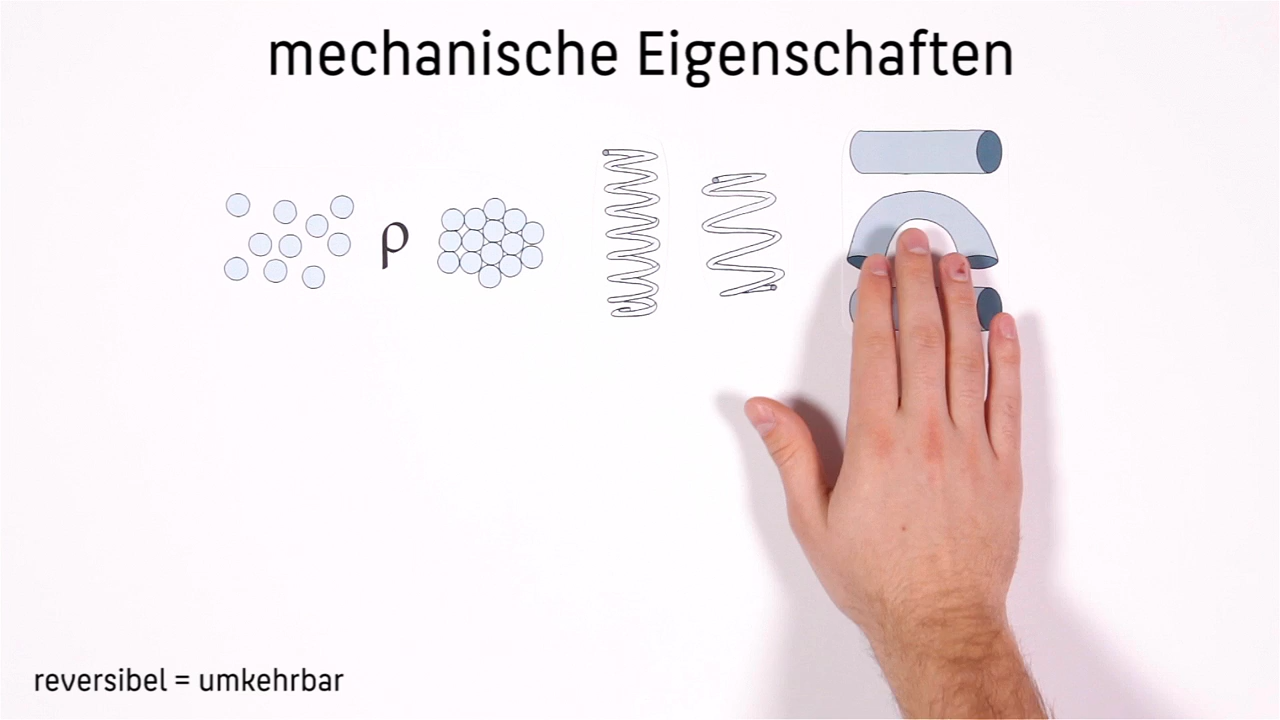 mechanische Eigenschaften
ρ
reversibel = umkehrbar